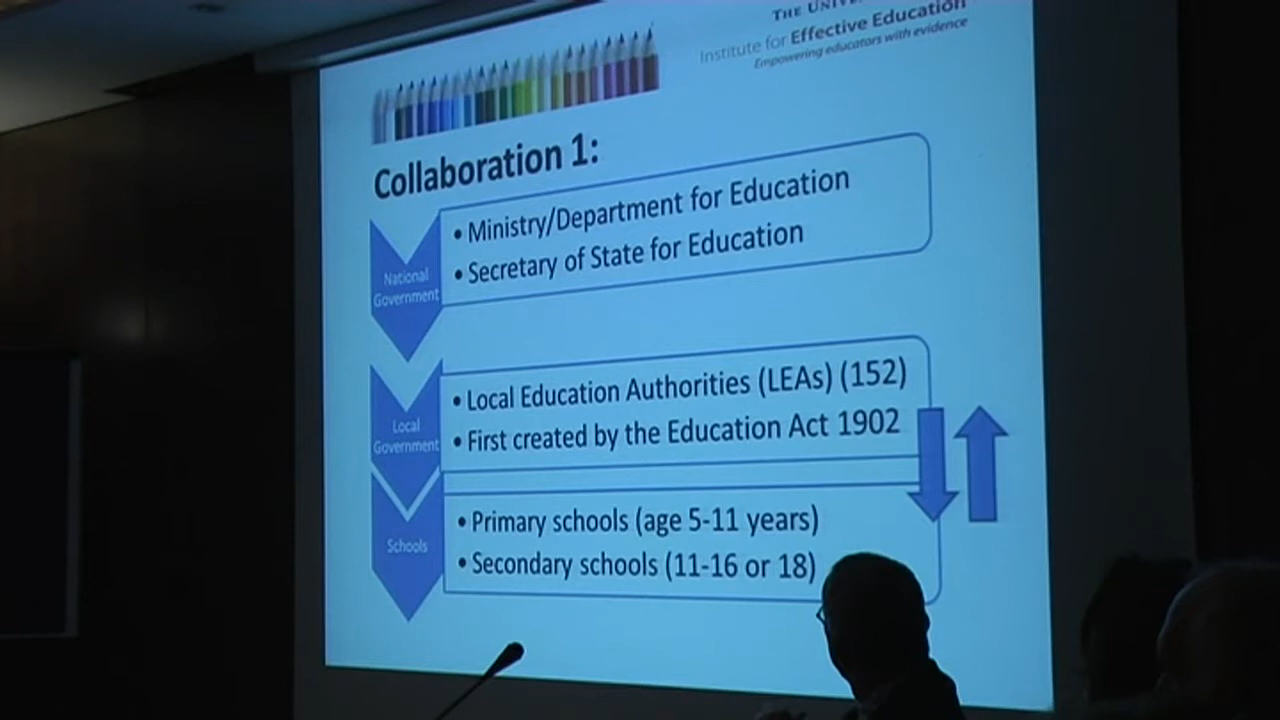 THE
Institute for Effective Education
Empowering educators with evidence
Collaboration 1:
National
Government
• Ministry/Department for Education
• Secretary of State for Education
Local
Government
• Local Education Authorities (LEAs) (152)
• First created by the Education Act 1902
Schools
• Primary schools (age 5-11 years)
• Secondary schools (11-16 or 18)